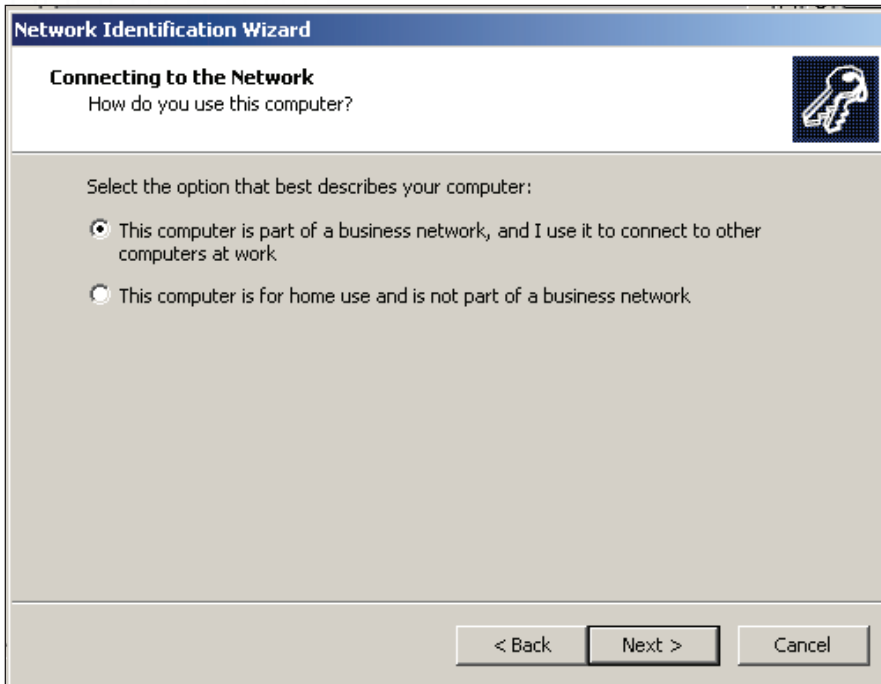 Network Identification Wizard
Connecting to the Network
How do you use this computer?
Select the option that best describes your computer:
This computer is part of a business network, and I use it to connect to other
computers at work
This computer is for home use and is not part of a business network
< Back
Next >
Cancel